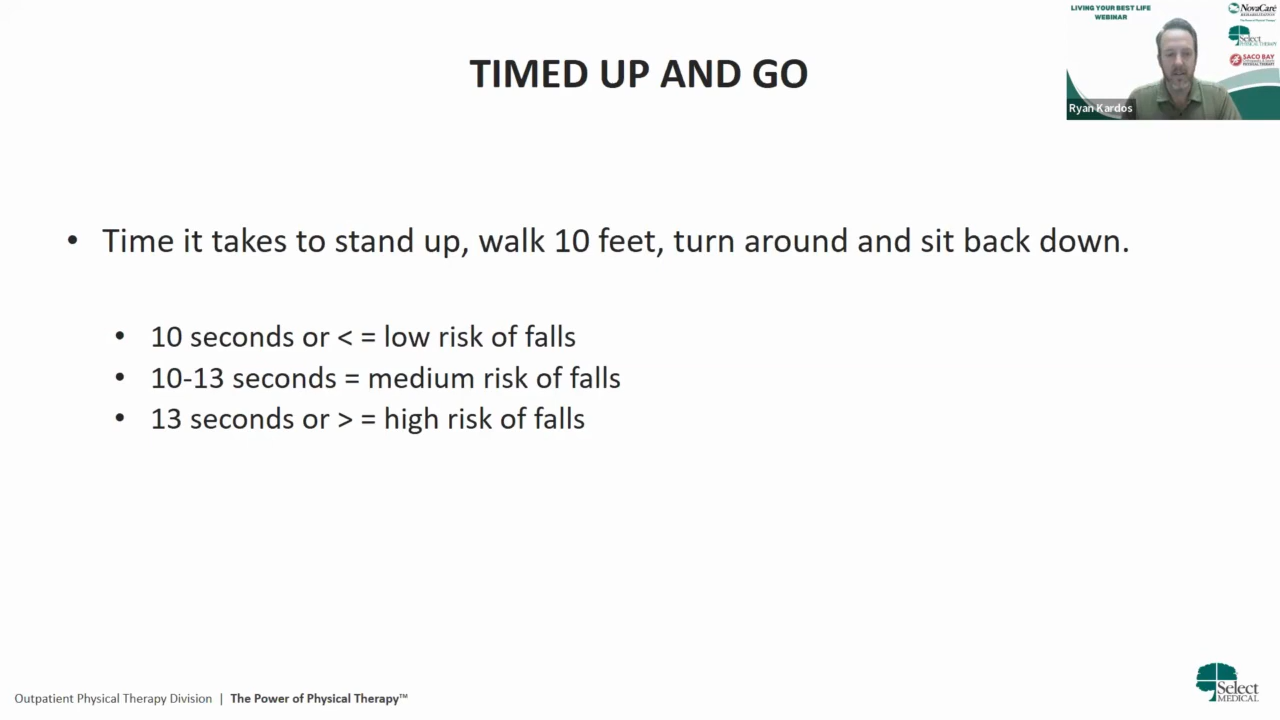 LIVING YOUR BEST LIFE
WEBINAR
NovaCare
REHABILITATION
Select
PHYSICAL THERAPY
SACO BAY
PHYSICAL THERAPY
Ryan Kardos
TIMED UP AND GO
• Time it takes to stand up, walk 10 feet, turn around and sit back down.
• 10 seconds or < = low risk of falls
• 10-13 seconds = medium risk of falls
• 13 seconds or > = high risk of falls
Outpatient Physical Therapy Division | The Power of Physical Therapy™
Select
MEDICAL